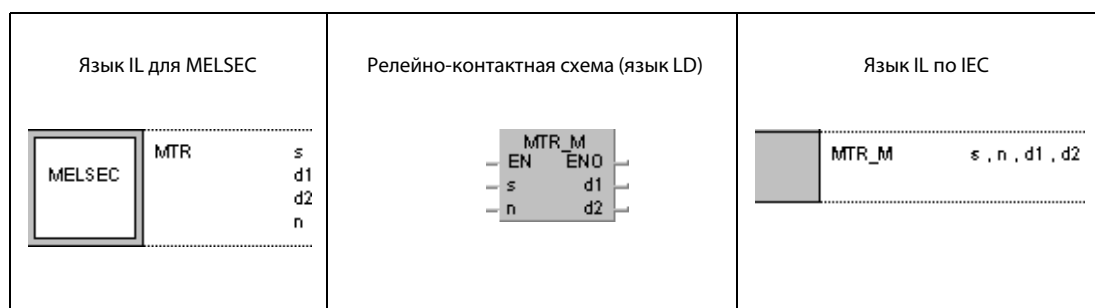 Язык IL для MELSEC
MELSEC
MTR s
d1
d2
n
Релейно-контактная схема (язык LD)
MTR_M
EN ENO
s d1
n d2
Язык IL по IEC
MTR_M s , n , d1 , d2